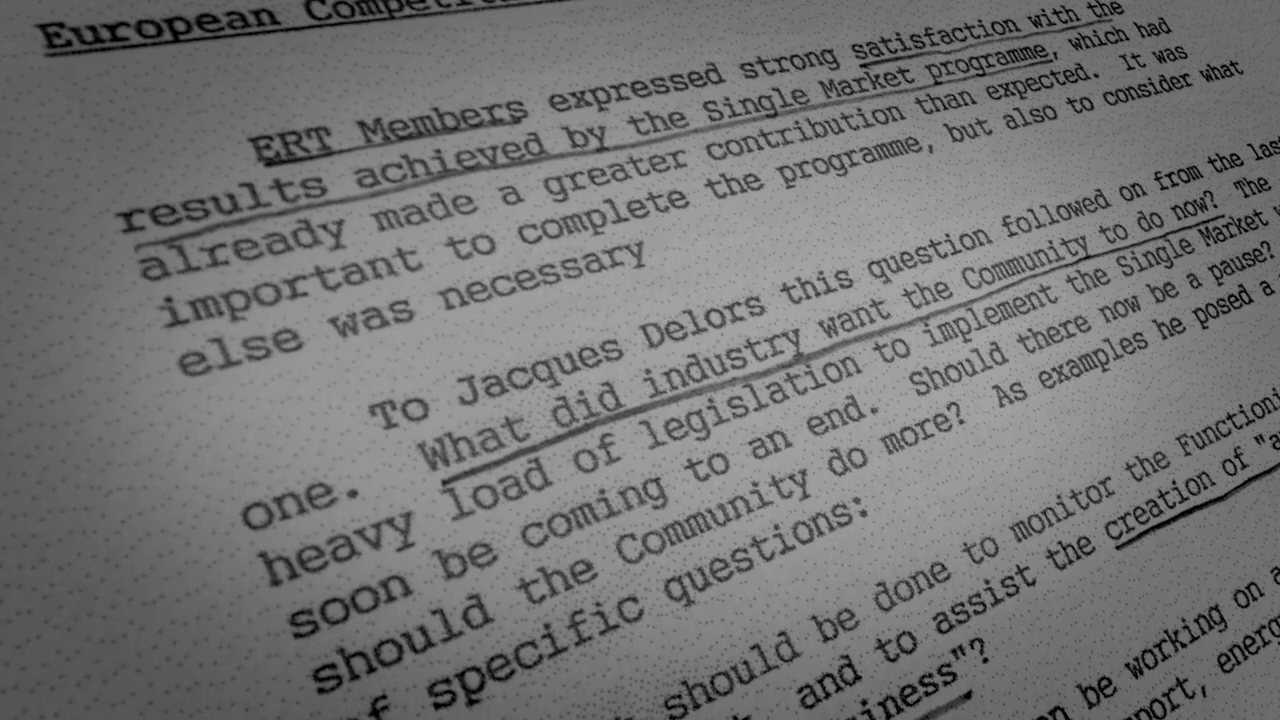 European Competi
ERT Members expressed strong satisfaction with the
results achieved by the Single Market programme, which had
already made a greater contribution than expected. It was
important to complete the programme, but also to consider what
else was necessary
To Jacques Delors this question followed on from the last
one. What did industry want the Community to do now? The
heavy load of legislation to implement the Single Market
soon be coming to an end. Should there now be a pause?
should the Community do more? As examples he posed a
of specific questions:
should be done to monitor the Functioni
and to assist the creation of "a
iness"?
be working on a
port, energ